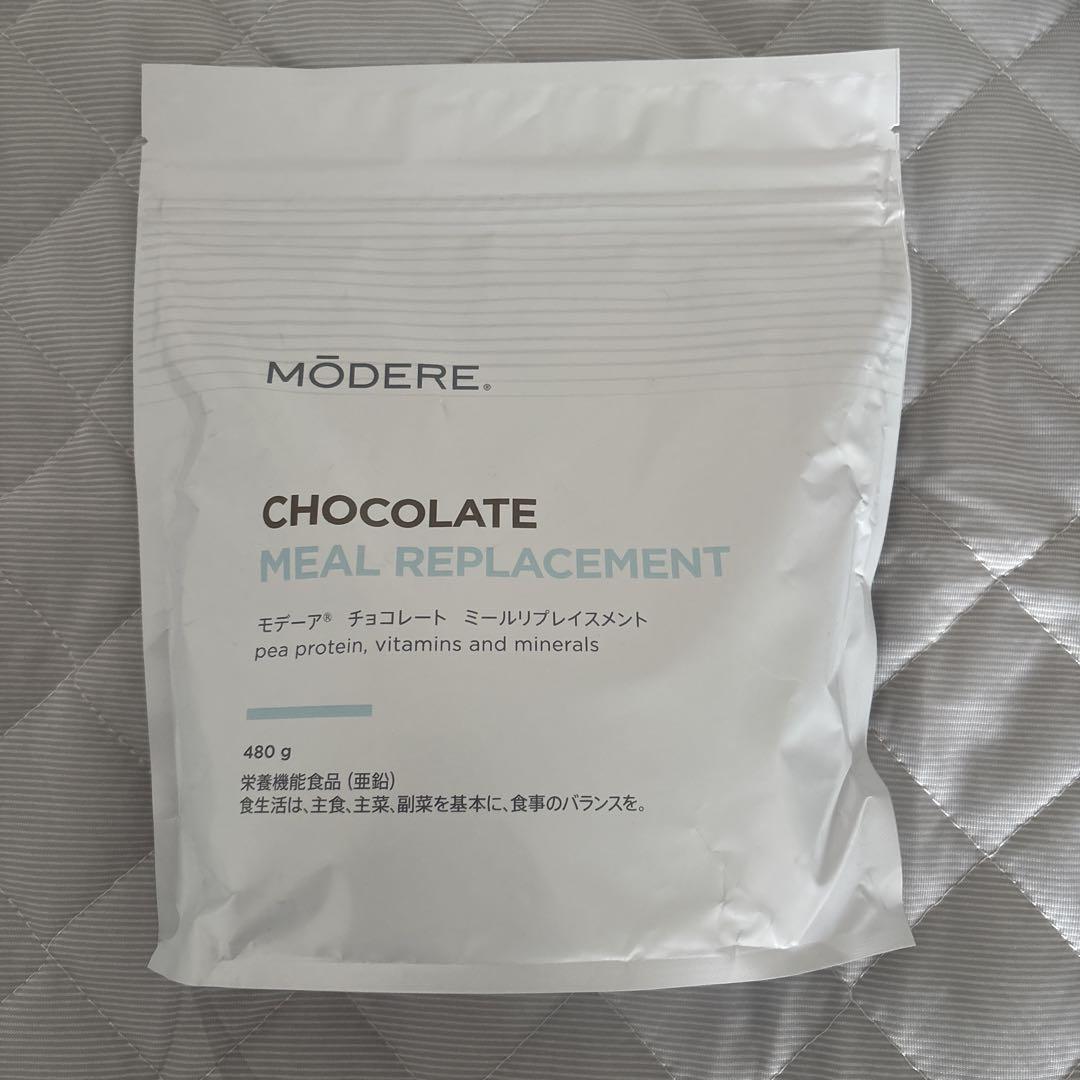 MŌDERE®
CHOCOLATE
MEAL REPLACEMENT
モデーア® チョコレート ミールリプレイスメント
pea protein, vitamins and minerals
480 g
栄養機能食品 (亜鉛)
食生活は、主食、主菜、副菜を基本に、食事のバランスを。